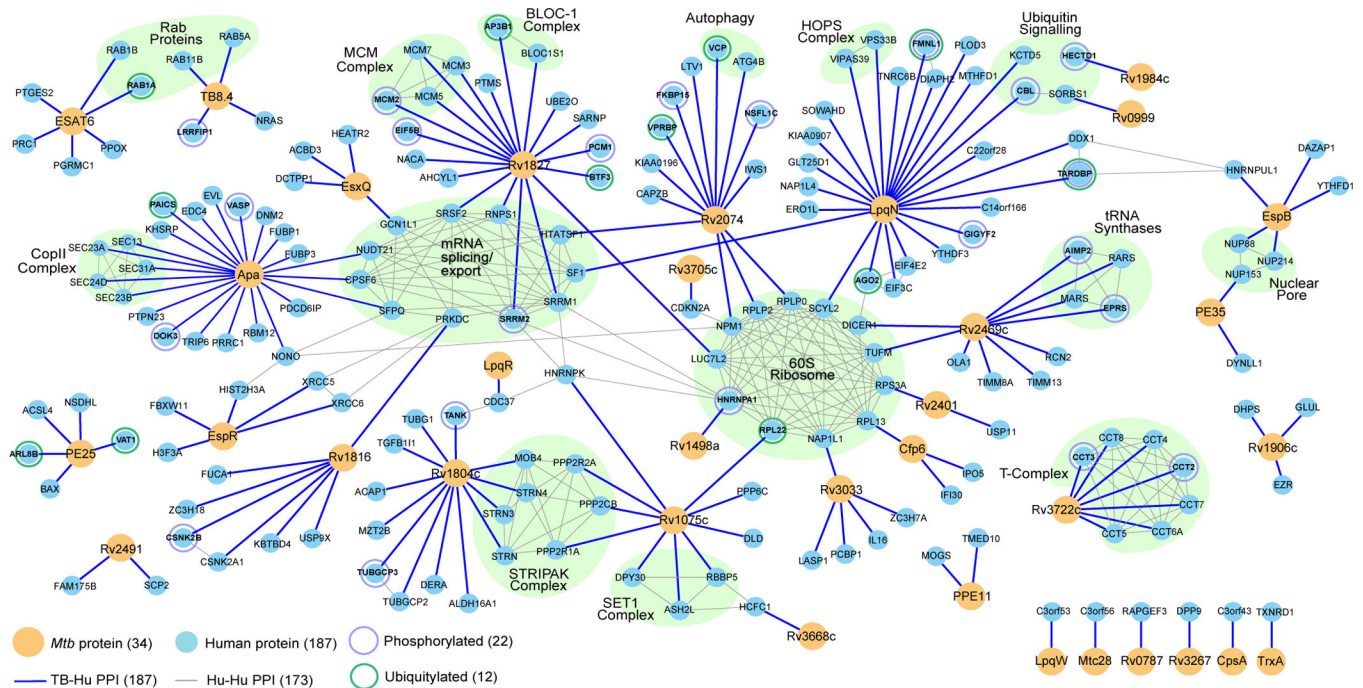 Rab
Proteins
RAB1B
RAB5A
RAB11B
RAB1A
PTGES2
TB8.4
ESAT6
LRRFIP1
NRAS
PRC1
PPOX
PGRMC1
MCM
Complex
MCM7
MCM3
MCM2
MCM5
PTMS
BLOC-1
Complex
AP3B1
BLOC1S1
UBE2O
SARNP
EIF5B
PCM1
NACA
Rv1827
AHCYL1
BTF3
HEATR2
ACBD3
EsxQ
DCTPP1
GCN1L1
Autophagy
VCP
LTV1
ATG4B
FKBP15
NSFL1C
VPRBP
KIAA0196
IWS1
CAPZB
Rv2074
HOPS
Complex
VPS33B
VIPAS39
FMNL1
PLOD3
TNRC6B
DIAPH2
MTHFD1
SOWAHD
KIAA0907
GLT25D1
NAP1L4
ERO1L
LpqN
C22orf28
C14orf166
GIGYF2
YTHDF3
EIF4E2
EIF3C
AGO2
Ubiquitin
Signalling
KCTD5
HECTD1
CBL
SORBS1
Rv1984c
Rv0999
DDX1
TARDBP
HNRNPUL1
DAZAP1
YTHFD1
EspB
NUP88
NUP214
NUP153
Nuclear
Pore
PE35
DYNLL1
tRNA
Synthases
AIMP2
RARS
MARS
EPRS
Rv2469c
OLA1
RCN2
TIMM8A
TIMM13
EVL
PAICS
VASP
EDC4
DNM2
KHSRP
FUBP1
SEC13
SEC23A
FUBP3
CopII
Complex
SEC31A
Apa
SEC24D
SEC23B
PDCD6IP
PTPN23
RBM12
DOK3
TRIP6
PRRC1
NONO
mRNA
splicing/
export
SRSF2
RNPS1
HTATSF1
NUDT21
CPSF6
SF1
SFPQ
SRRM1
PRKDC
SRRM2
Rv3705c
CDKN2A
60S
Ribosome
NPM1
RPLP2
RPLP0
SCYL2
DICER1
LUC7L2
TUFM
RPS3A
HNRNPA1
RPL22
RPL13
NAP1L1
Rv2401
USP11
Rv1498a
Cfp6
IPO5
IFI30
Rv3033
ZC3H7A
IL16
PCBP1
LASP1
LpqR
CDC37
HNRNPK
HIST2H3A
XRCC5
XRCC6
FBXW11
EspR
H3F3A
NSDHL
ACSL4
ARL8B
VAT1
PE25
BAX
Rv1816
FUCA1
ZC3H18
CSNK2B
CSNK2A1
KBTBD4
USP9X
Rv2491
FAM175B
SCP2
TANK
TUBG1
TGFB1I1
Rv1804c
ACAP1
MZT2B
TUBGCP3
TUBGCP2
DERA
ALDH16A1
MOB4
PPP2R2A
STRN4
STRN3
PPP2CB
STRN
PPP2R1A
STRIPAK
Complex
Rv1075c
PPP6C
DLD
SET1
Complex
DPY30
RBBP5
ASH2L
HCFC1
Rv3668c
MOGS
TMED10
PPE11
T-Complex
CCT8
CCT4
CCT3
CCT2
CCT7
CCT6A
CCT5
Rv3722c
DHPS
GLUL
Rv1906c
EZR
C3orf53
C3orf56
RAPGEF3
DPP9
C3orf43
TXNRD1
LpqW
Mtc28
Rv0787
Rv3267
CpsA
TrxA
Mtb protein (34)
Human protein (187)
Phosphorylated (22)
TB-Hu PPI (187)
Hu-Hu PPI (173)
Ubiquitylated (12)